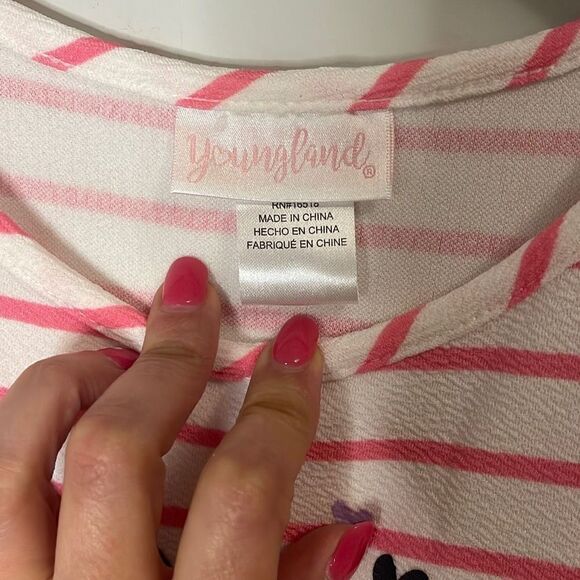 Youngland®
RN#16518
MADE IN CHINA
HECHO EN CHINA
FABRIQUÉ EN CHINE